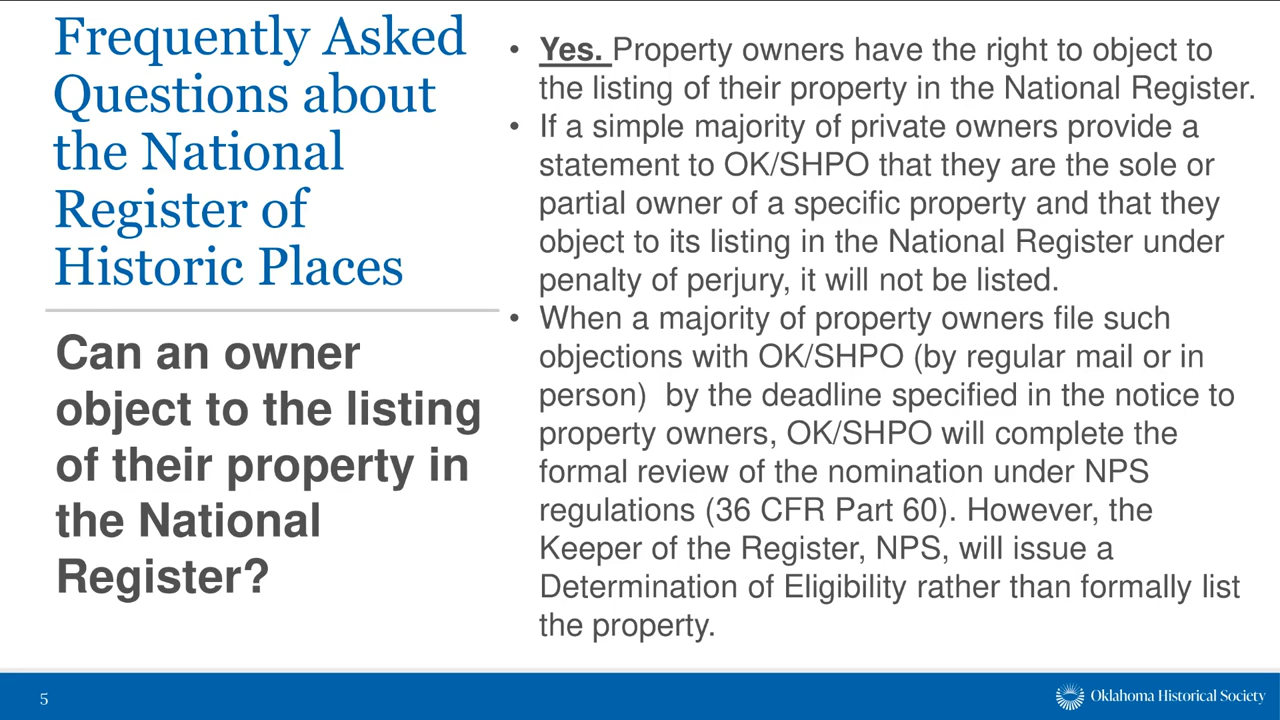 Frequently Asked
Questions about
the National
Register of
Historic Places
Can an owner
object to the listing
of their property in
the National
Register?
• Yes. Property owners have the right to object to
the listing of their property in the National Register.
• If a simple majority of private owners provide a
statement to OK/SHPO that they are the sole or
partial owner of a specific property and that they
object to its listing in the National Register under
penalty of perjury, it will not be listed.
• When a majority of property owners file such
objections with OK/SHPO (by regular mail or in
person)  by the deadline specified in the notice to
property owners, OK/SHPO will complete the
formal review of the nomination under NPS
regulations (36 CFR Part 60). However, the
Keeper of the Register, NPS, will issue a
Determination of Eligibility rather than formally list
the property.
5
Oklahoma Historical Society